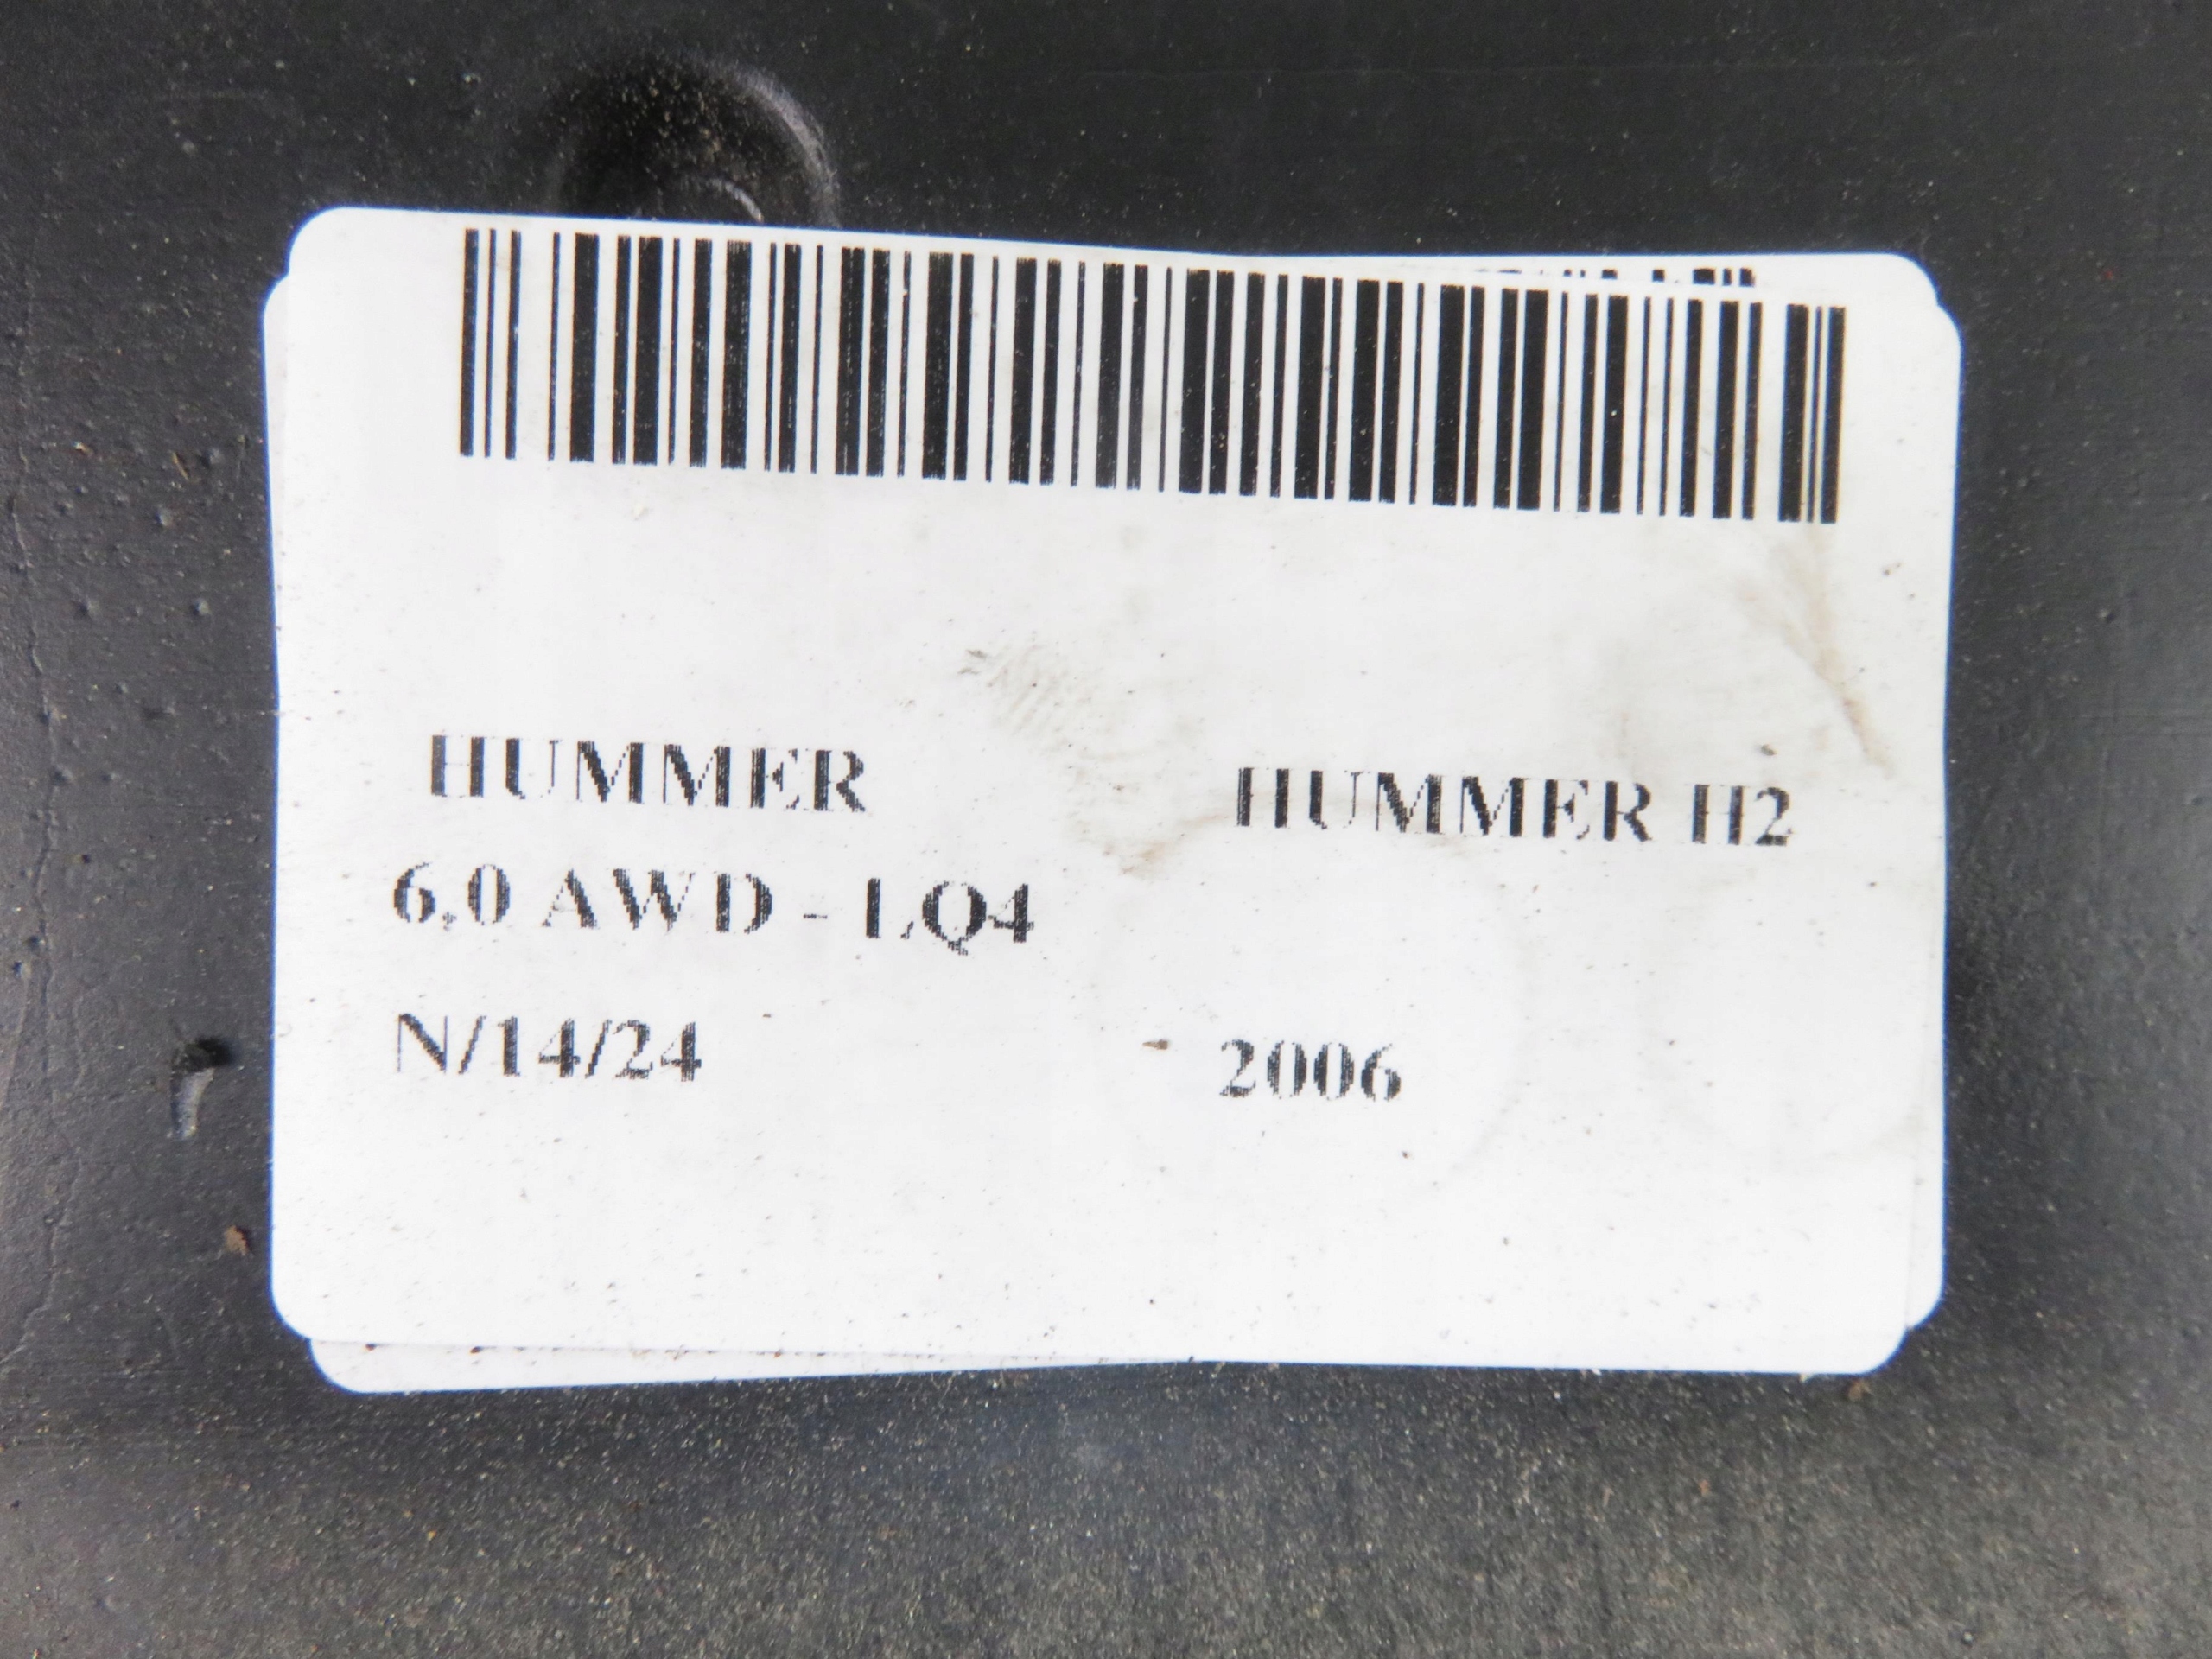 HUMMER HUMMER H2
6.0 AWD - LQ4
N/14/24 2006